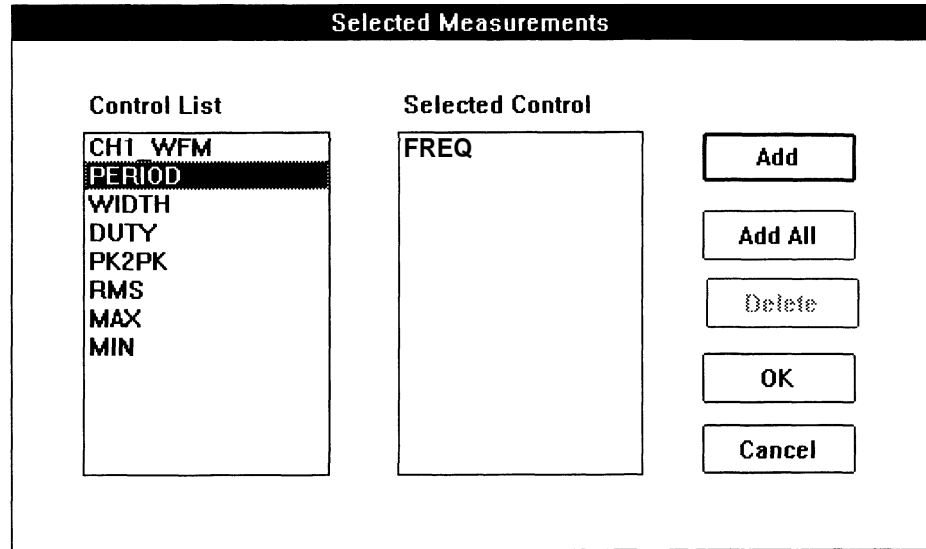 Selected Measurements
Control List
CH1_WFM
PERIOD
WIDTH
DUTY
PK2PK
RMS
MAX
MIN
Selected Control
FREQ
Add
Add All
Delete
OK
Cancel